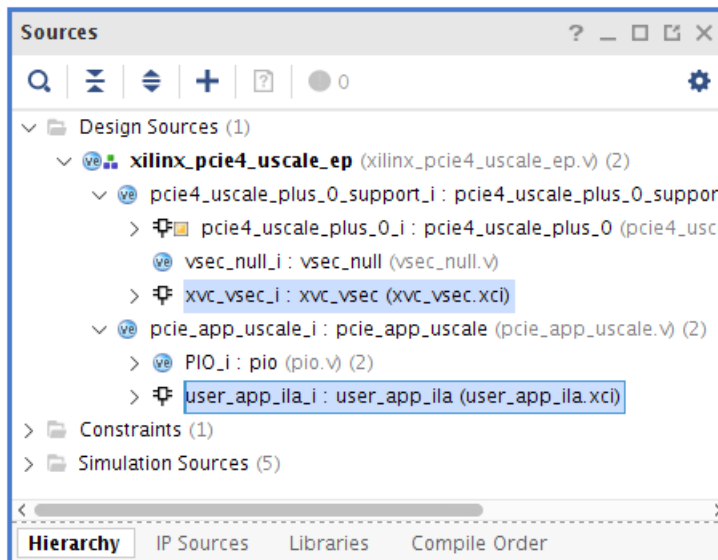 Sources
0
Design Sources (1)
xilinx_pcie4_uscale_ep (xilinx_pcie4_uscale_ep.v) (2)
pcie4_uscale_plus_0_support_i : pcie4_uscale_plus_0_suppor
pcie4_uscale_plus_0_i : pcie4_uscale_plus_0 (pcie4_usc
vsec_null_i : vsec_null (vsec_null.v)
xvc_vsec_i : xvc_vsec (xvc_vsec.xci)
pcie_app_uscale_i : pcie_app_uscale (pcie_app_uscale.v) (2)
PIO_i : pio (pio.v) (2)
user_app_ila_i : user_app_ila (user_app_ila.xci)
Constraints (1)
Simulation Sources (5)
Hierarchy IP Sources Libraries Compile Order